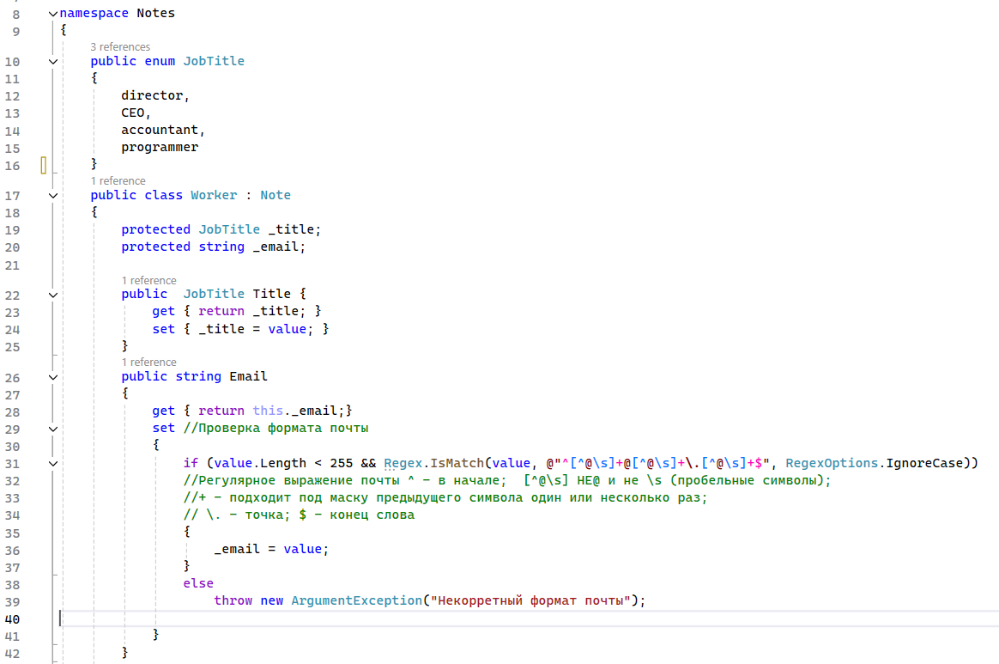 8 namespace Notes
9 {
3 references
10 public enum JobTitle
11 {
12 director,
13 CEO,
14 accountant,
15 programmer
16 }
1 reference
17 public class Worker : Note
18 {
19 protected JobTitle _title;
20 protected string _email;
21
1 reference
22 public  JobTitle Title {
23 get { return _title; }
24 set { _title = value; }
25 }
1 reference
26 public string Email
27 {
28 get { return this._email;}
29 set //Проверка формата почты
30 {
31 if (value.Length < 255 && Regex.IsMatch(value, @"^[^@\s]+@[^@\s]+\.[^@\s]+$", RegexOptions.IgnoreCase))
32 //Регулярное выражение почты ^ - в начале;  [^@\s] НЕ@ и не \s (пробельные символы);
33 //+ - подходит под маску предыдущего символа один или несколько раз;
34 // \. - точка; $ - конец слова
35 {
36 _email = value;
37 }
38 else
39 throw new ArgumentException("Некорретный формат почты");
40
41 }
42 }